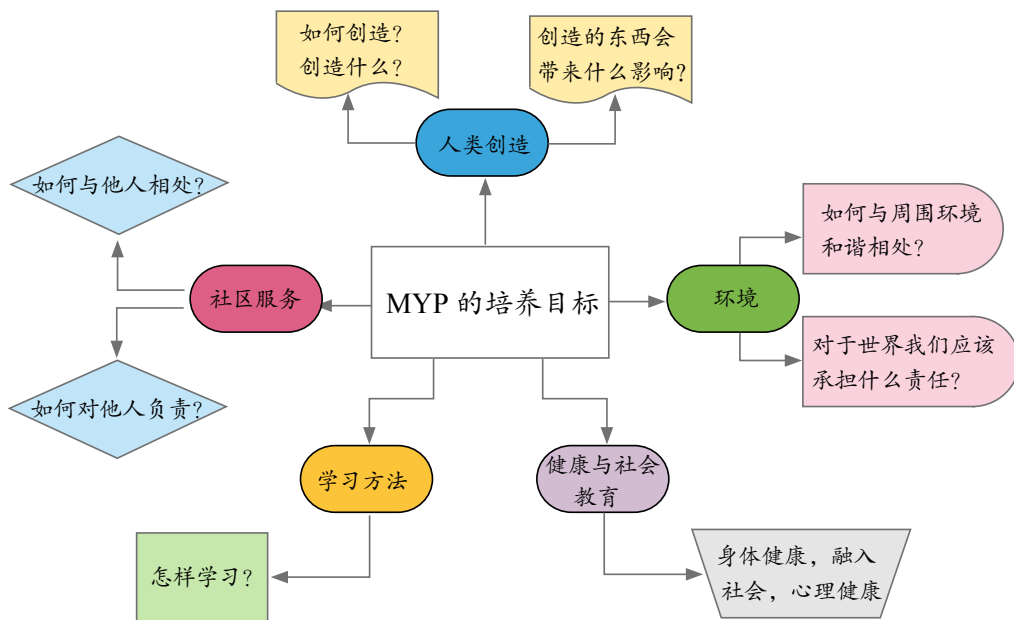 如何创造？
创造什么？
创造的东西会
带来什么影响？
人类创造
如何与他人相处？
如何与周围环境
和谐相处？
社区服务
MYP 的培养目标
环境
对于世界我们应该
承担什么责任？
如何对他人负责？
学习方法
健康与社会
教育
怎样学习？
身体健康，融入
社会，心理健康